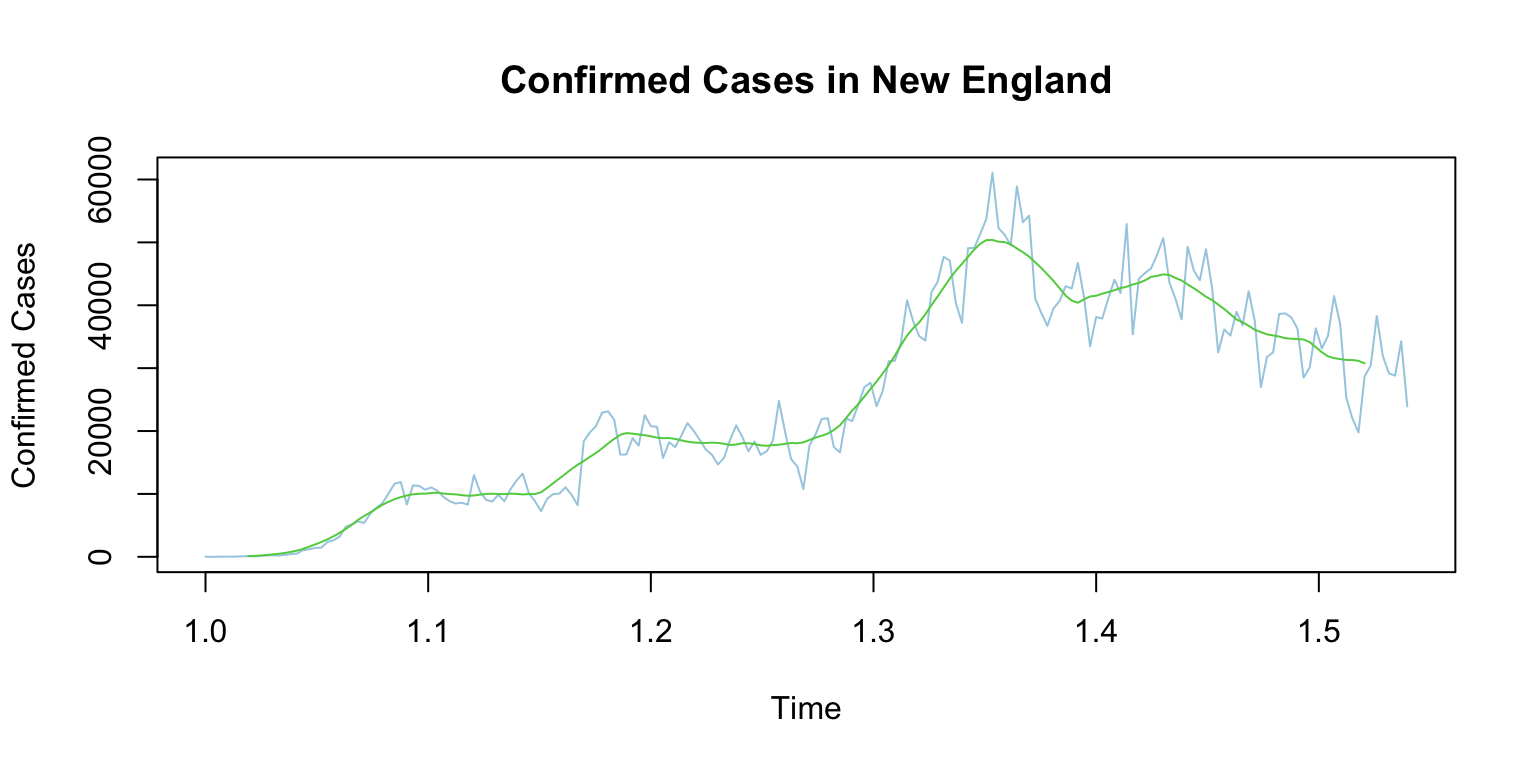 Confirmed Cases in New England
Confirmed Cases
60000
40000
20000
0
1.0 1.1 1.2 1.3 1.4 1.5
Time